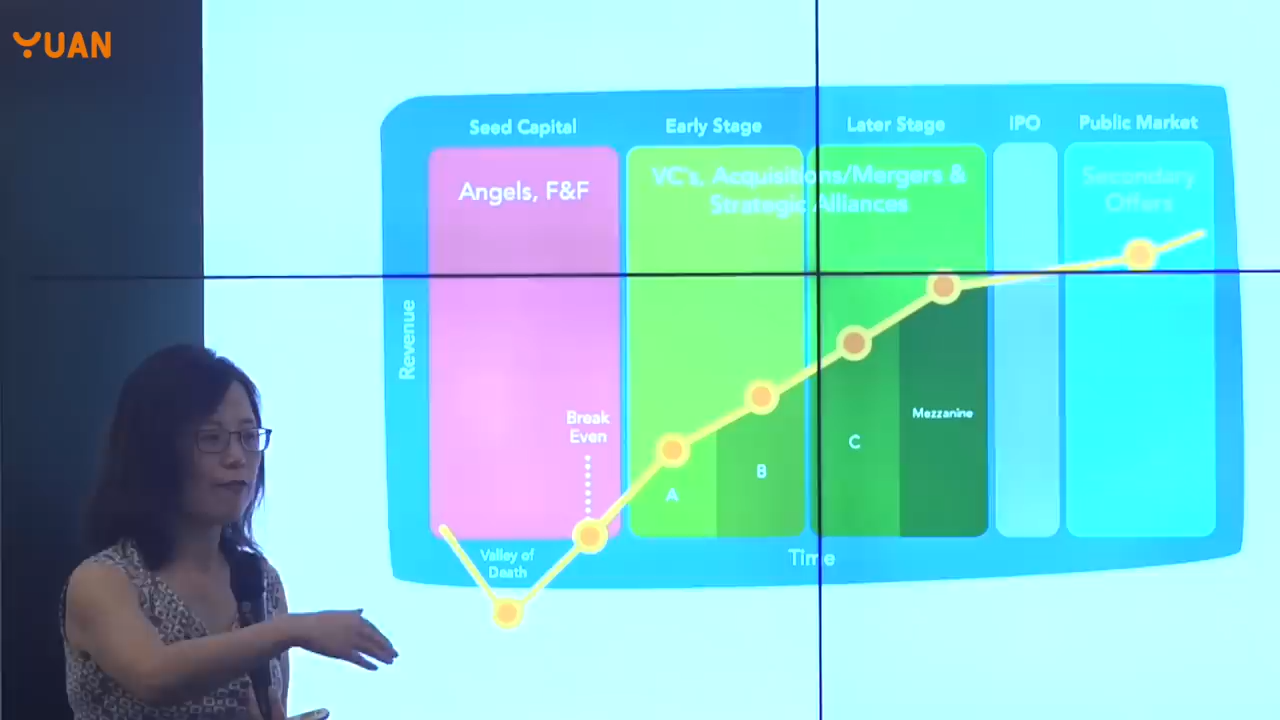 YUAN
Seed Capital
Early Stage
Later Stage
IPO
Public Market
Angels, F&F
VC's, Acquisitions/Mergers &
Strategic Alliances
Secondary
Offers
Revenue
Break
Even
A
B
C
Mezzanine
Valley of
Death
Time